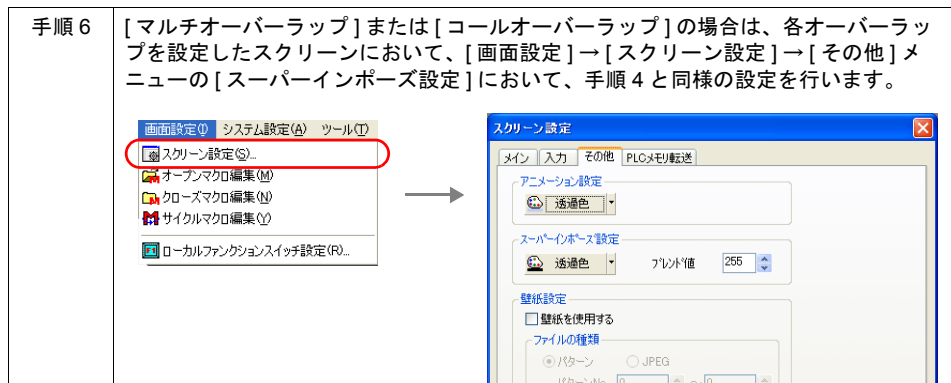 手順 6
[ マルチオーバーラップ ] または [ コールオーバーラップ ] の場合は、各オーバーラッ
プを設定したスクリーンにおいて、[ 画面設定 ] → [ スクリーン設定 ] → [ その他 ] メ
ニューの [ スーパーインポーズ設定 ] において、手順 4 と同様の設定を行います。
画面設定(I) システム設定(A) ツール(T)
スクリーン設定(S)...
オープンマクロ編集(M)
クローズマクロ編集(N)
サイクルマクロ編集(Y)
ローカルファンクションスイッチ設定(R)...
スクリーン設定
メイン 入力 その他 PLCメモリ転送
アニメーション設定
透過色
スーパーインポーズ設定
透過色 ブレンド値 255
壁紙設定
壁紙を使用する
ファイルの種類
パターン JPEG